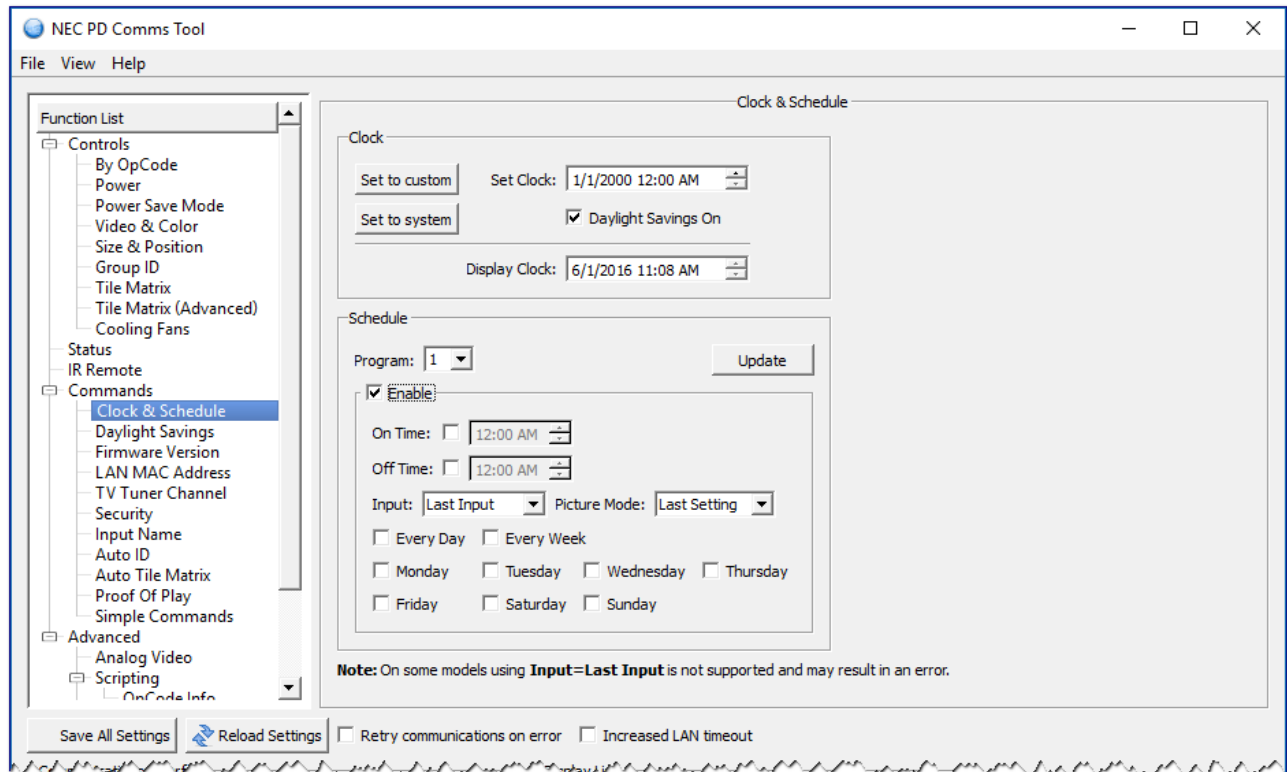 NEC PD Comms Tool
File View Help
Function List
Controls
By OpCode
Power
Power Save Mode
Video & Color
Size & Position
Group ID
Tile Matrix
Tile Matrix (Advanced)
Cooling Fans
Status
IR Remote
Commands
Clock & Schedule
Daylight Savings
Firmware Version
LAN MAC Address
TV Tuner Channel
Security
Input Name
Auto ID
Auto Tile Matrix
Proof Of Play
Simple Commands
Advanced
Analog Video
Scripting
OpCode Info
Clock & Schedule
Clock
Set to custom Set Clock: 1/1/2000 12:00 AM
Set to system Daylight Savings On
Display Clock: 6/1/2016 11:08 AM
Schedule
Program: 1 Update
Enable
On Time: 12:00 AM
Off Time: 12:00 AM
Input: Last Input Picture Mode: Last Setting
Every Day Every Week
Monday Tuesday Wednesday Thursday
Friday Saturday Sunday
Note: On some models using Input=Last Input is not supported and may result in an error.
Save All Settings Reload Settings Retry communications on error Increased LAN timeout